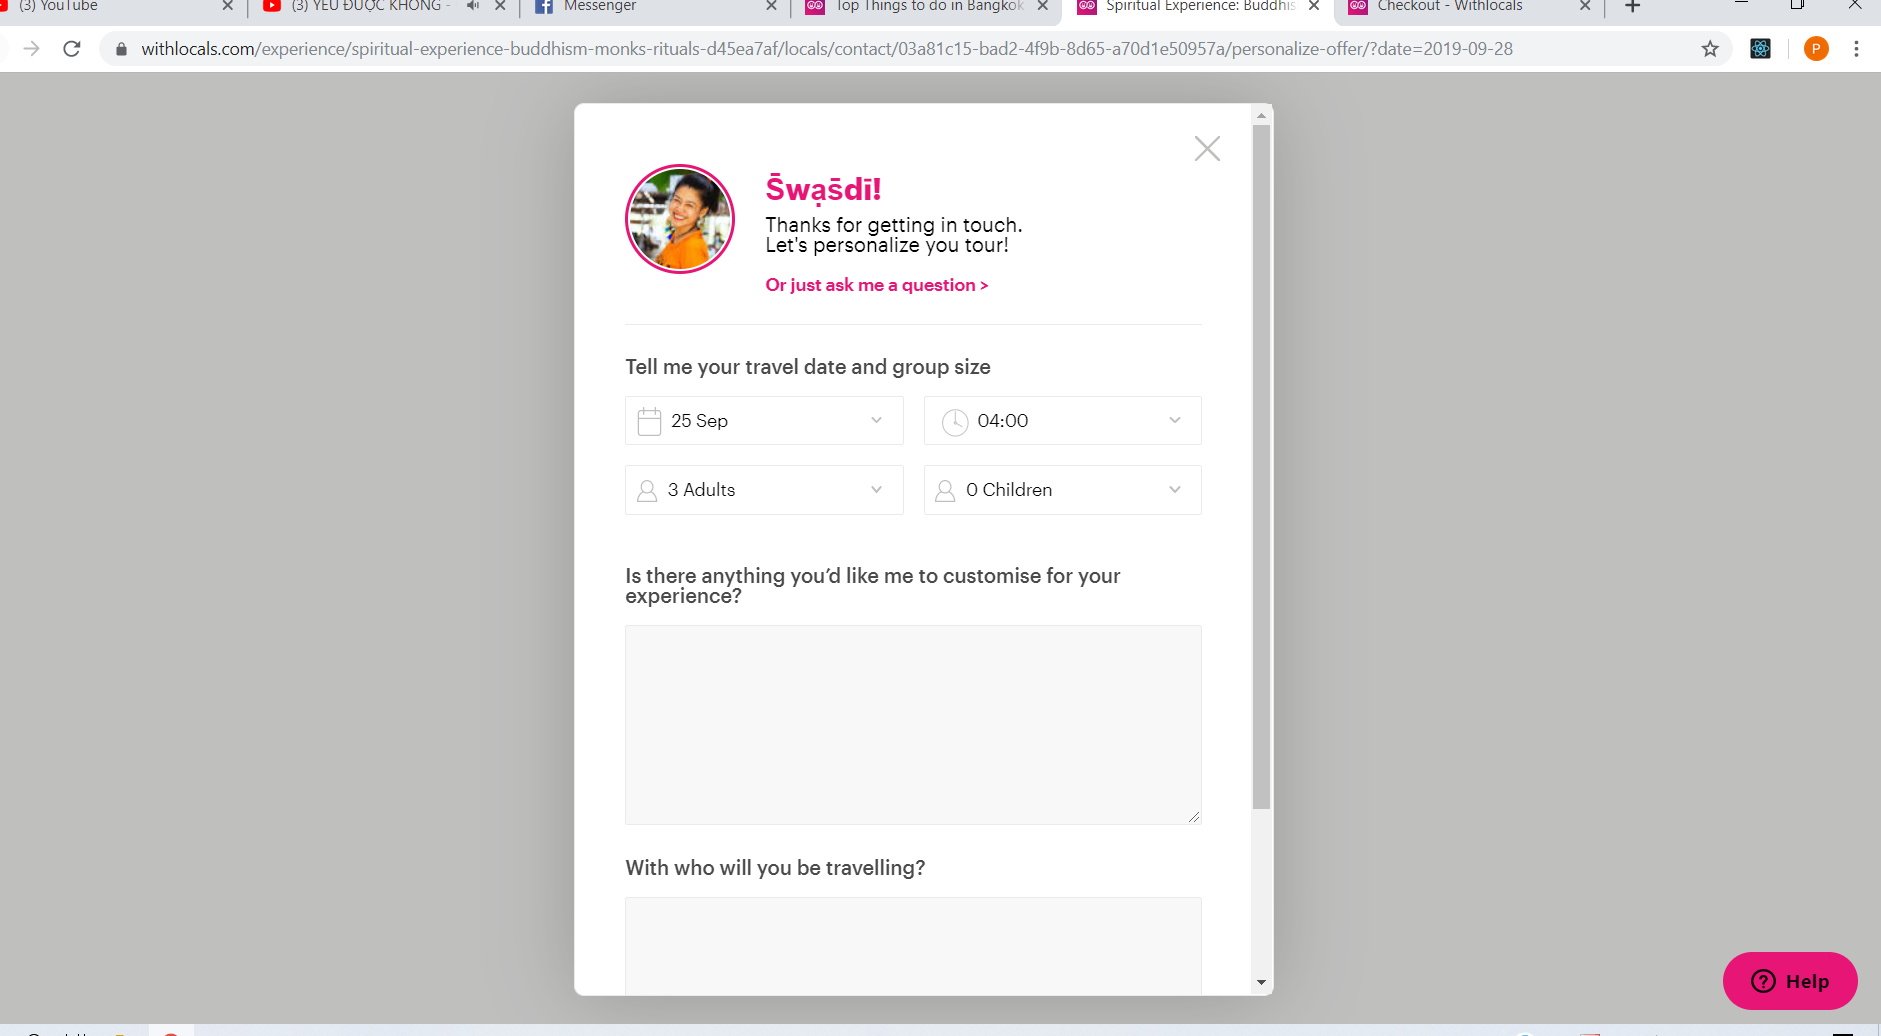 (3) YouTube
(3) YÊU ĐƯỢC KHÔNG -
Messenger
Top Things to do in Bangkok
Spiritual Experience: Buddhis
Checkout - Withlocals
withlocals.com/experience/spiritual-experience-buddhism-monks-rituals-d45ea7af/locals/contact/03a81c15-bad2-4f9b-8d65-a70d1e50957a/personalize-offer/?date=2019-09-28
P
S̄wạs̄dī!
Thanks for getting in touch.
Let's personalize you tour!
Or just ask me a question >
Tell me your travel date and group size
25 Sep
04:00
3 Adults
0 Children
Is there anything you’d like me to customise for your
experience?
With who will you be travelling?
? Help